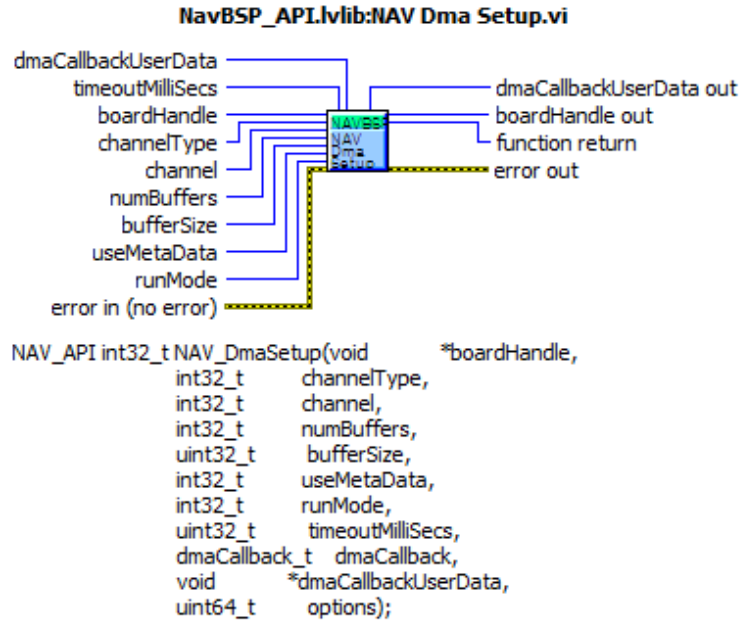 NavBSP_API.lvlib:NAV Dma Setup.vi
dmaCallbackUserData
timeoutMilliSecs
boardHandle
channelType
channel
numBuffers
bufferSize
useMetaData
runMode
error in (no error)
NAVBS
NAV
Dma
Setup
dmaCallbackUserData out
boardHandle out
function return
error out
NAV_API int32_t NAV_DmaSetup(void *boardHandle,
int32_t channelType,
int32_t channel,
int32_t numBuffers,
uint32_t bufferSize,
int32_t useMetaData,
int32_t runMode,
uint32_t timeoutMilliSecs,
dmaCallback_t dmaCallback,
void *dmaCallbackUserData,
uint64_t options);